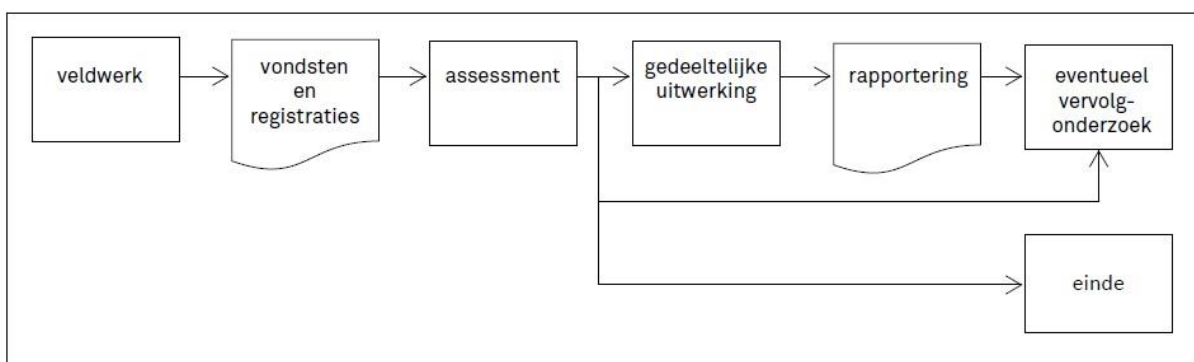 veldwerk
vondsten
en
registraties
assessment
gedeeltelijke
uitwerking
rapportering
eventueel
vervolg-
onderzoek
einde